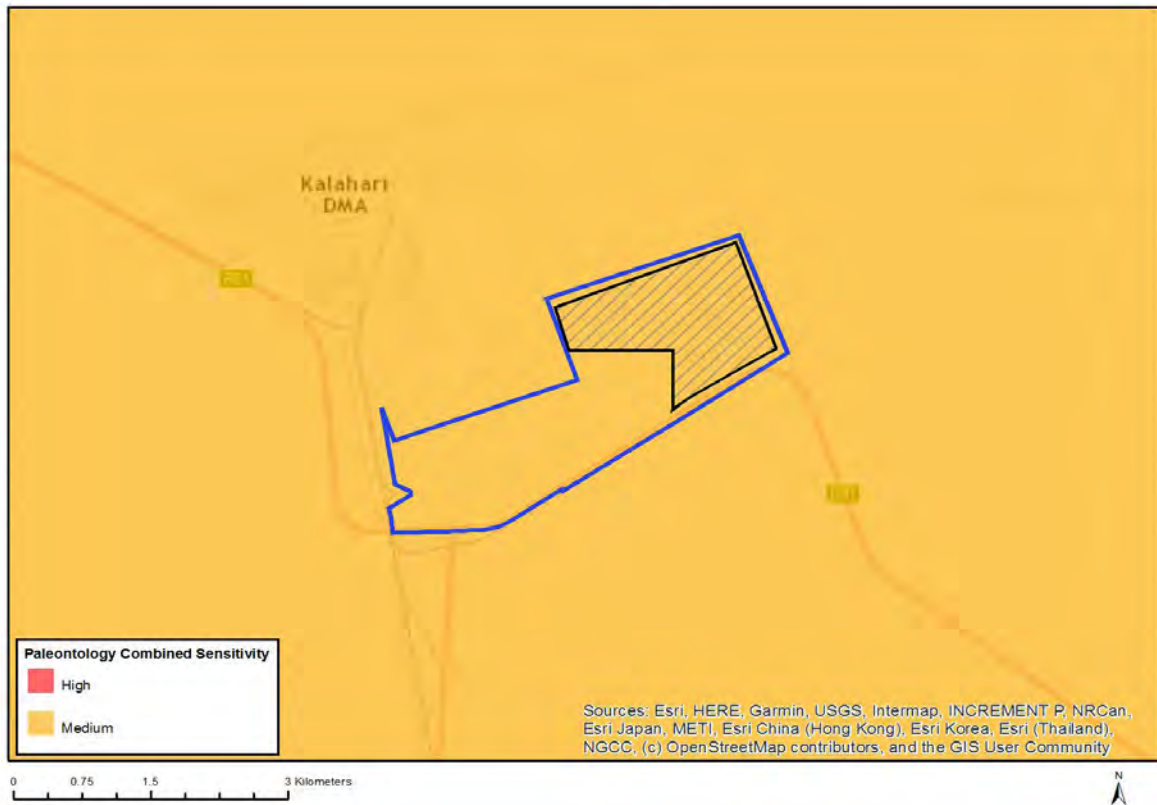 Kalahari
DMA
Paleontology Combined Sensitivity
High
Medium
Sources: Esri, HERE, Garmin, USGS, Intermap, INCREMENT P, NRCan,
Esri Japan, METI, Esri China (Hong Kong), Esri Korea, Esri (Thailand),
NGCC, (c) OpenStreetMap contributors, and the GIS User Community
0 0.75 1.5 3 Kilometers
N